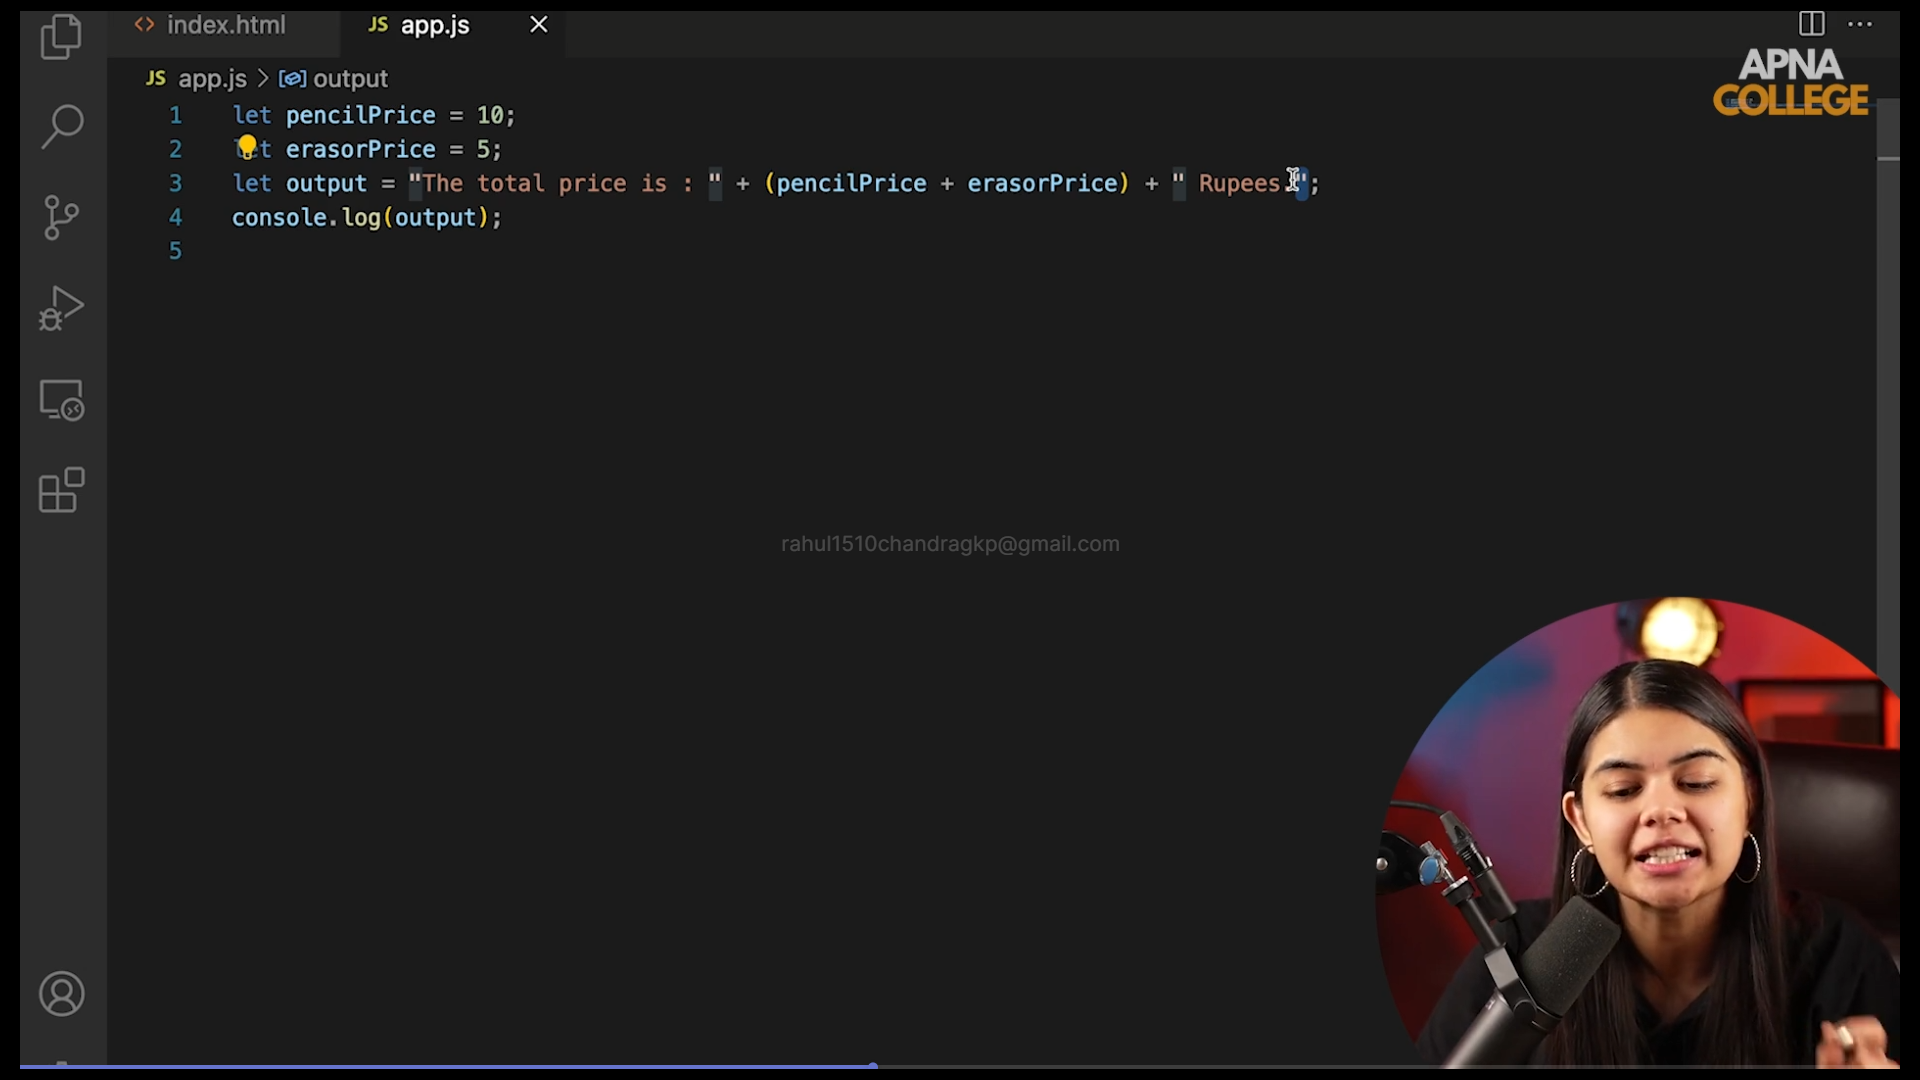 index.html
JS app.js
APNA
COLLEGE
JS app.js > output
1 let pencilPrice = 10;
2 let erasorPrice = 5;
3 let output = "The total price is : " + (pencilPrice + erasorPrice) + " Rupees.";
4 console.log(output);
5
rahul1510chandragkp@gmail.com